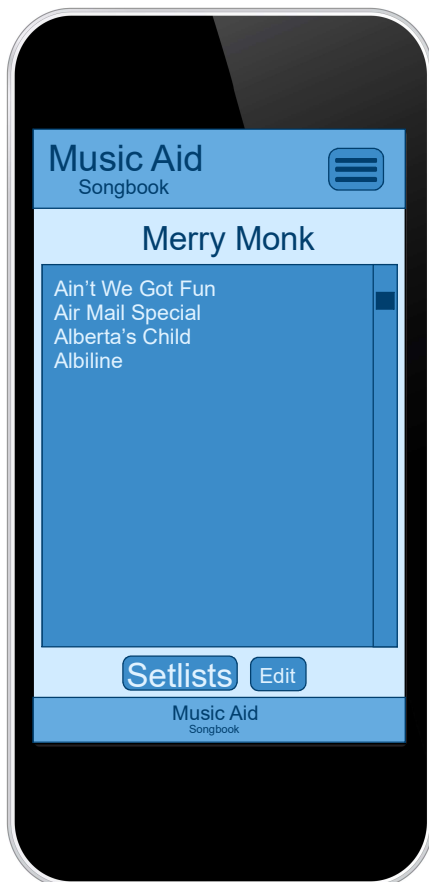 Music Aid
Songbook
Merry Monk
Ain’t We Got Fun
Air Mail Special
Alberta’s Child
Albiline
Setlists Edit
Music Aid
Songbook